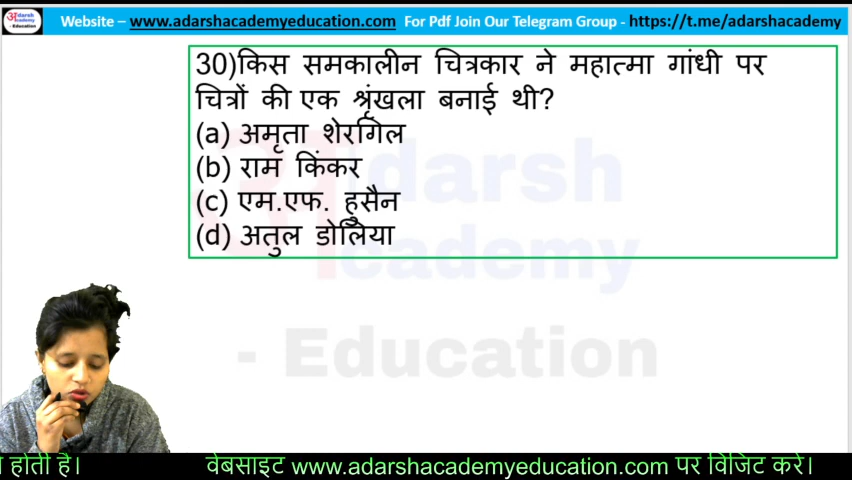 Website – www.adarshacademyeducation.com For Pdf Join Our Telegram Group - https://t.me/adarshacademy
30)किस समकालीन चित्रकार ने महात्मा गांधी पर
चित्रों की एक श्रृंखला बनाई थी?
(a) अमृता शेरगिल
(b) राम किंकर
(c) एम.एफ. हुसैन
(d) अतुल डोलिया
adarsh
academy
- Education
होती है। वेबसाइट www.adarshacademyeducation.com पर विजिट करे।